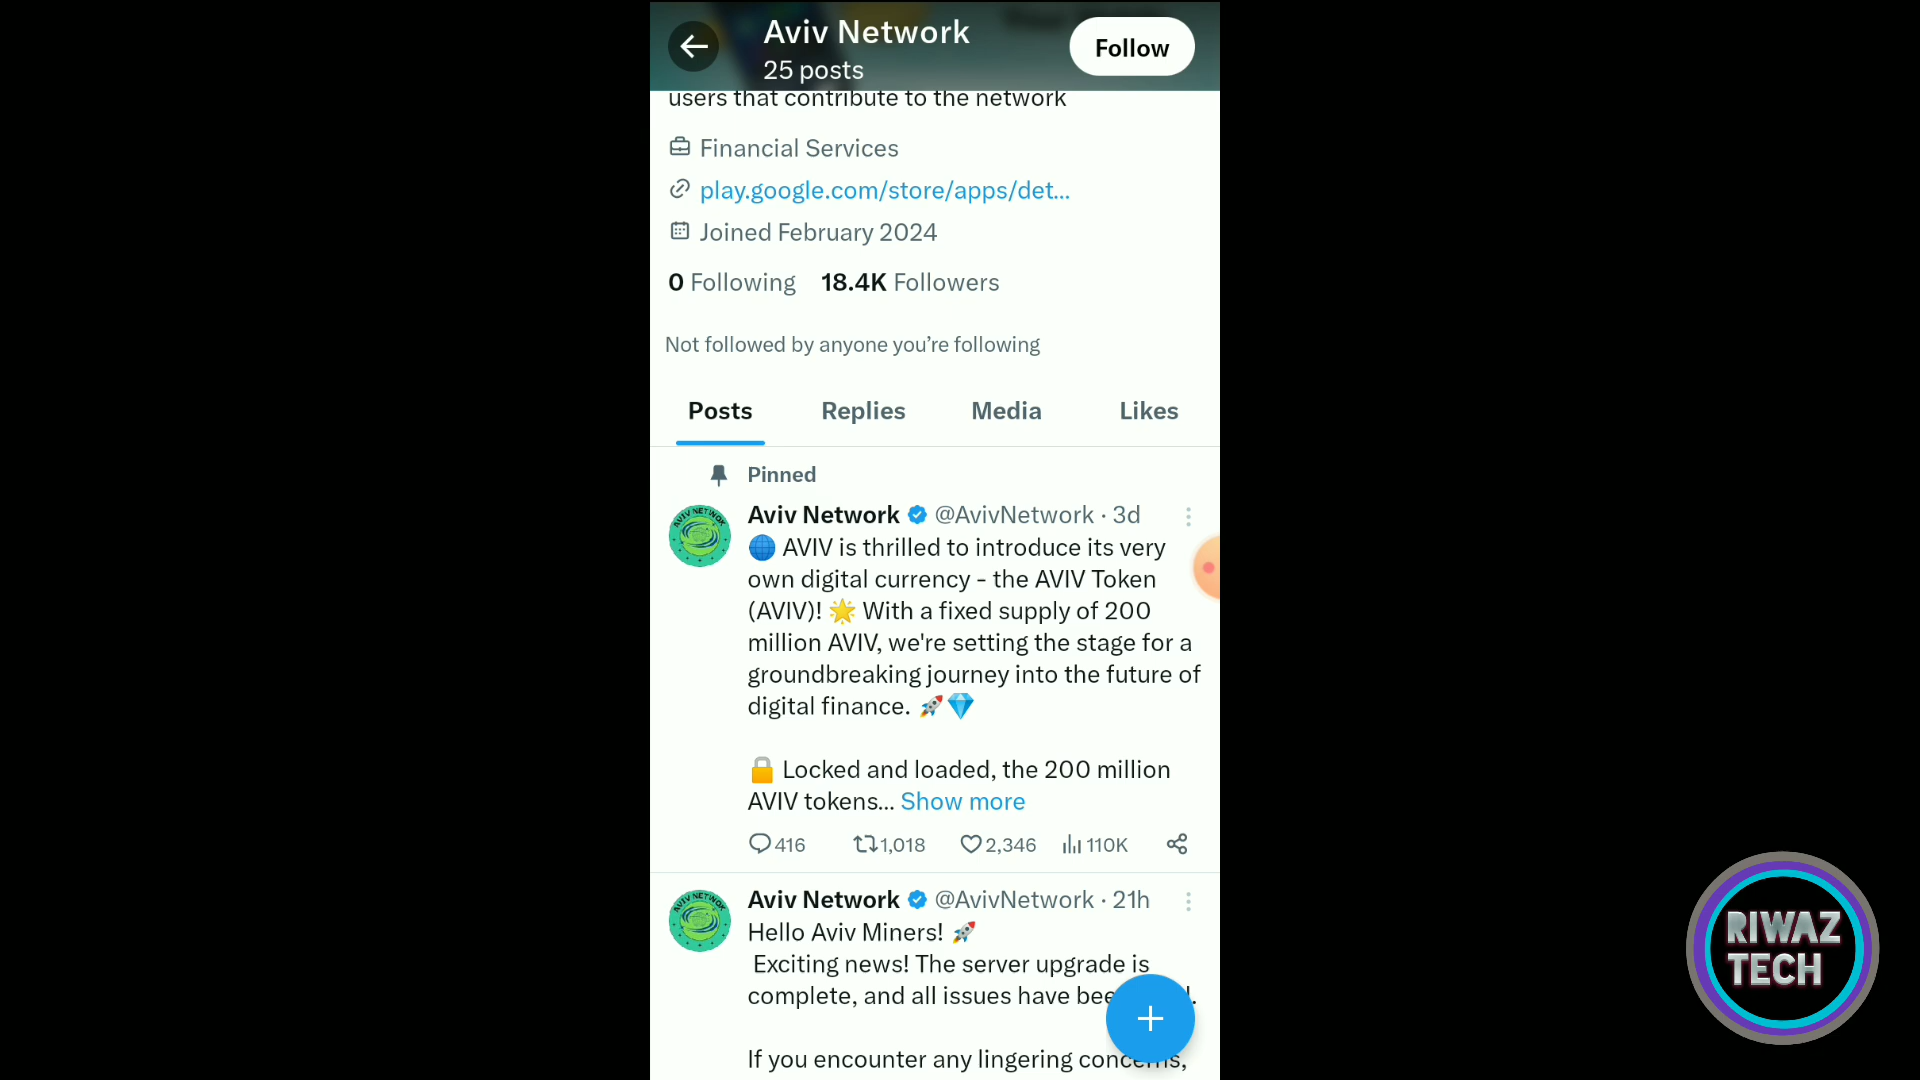 Aviv Network
25 posts
Follow
users that contribute to the network
Financial Services
play.google.com/store/apps/det...
Joined February 2024
0 Following 18.4K Followers
Not followed by anyone you’re following
Posts Replies Media Likes
Pinned
Aviv Network @AvivNetwork · 3d
🌐 AVIV is thrilled to introduce its very
own digital currency - the AVIV Token
(AVIV)! 🌟 With a fixed supply of 200
million AVIV, we're setting the stage for a
groundbreaking journey into the future of
digital finance. 🚀💎
🔒 Locked and loaded, the 200 million
AVIV tokens... Show more
416 1,018 2,346 110K
Aviv Network @AvivNetwork · 21h
Hello Aviv Miners! 🚀
Exciting news! The server upgrade is
complete, and all issues have
If you encounter any lingering concerns,
AVIV NETWORK
AVIV NETWORK
RIWAZ
TECH